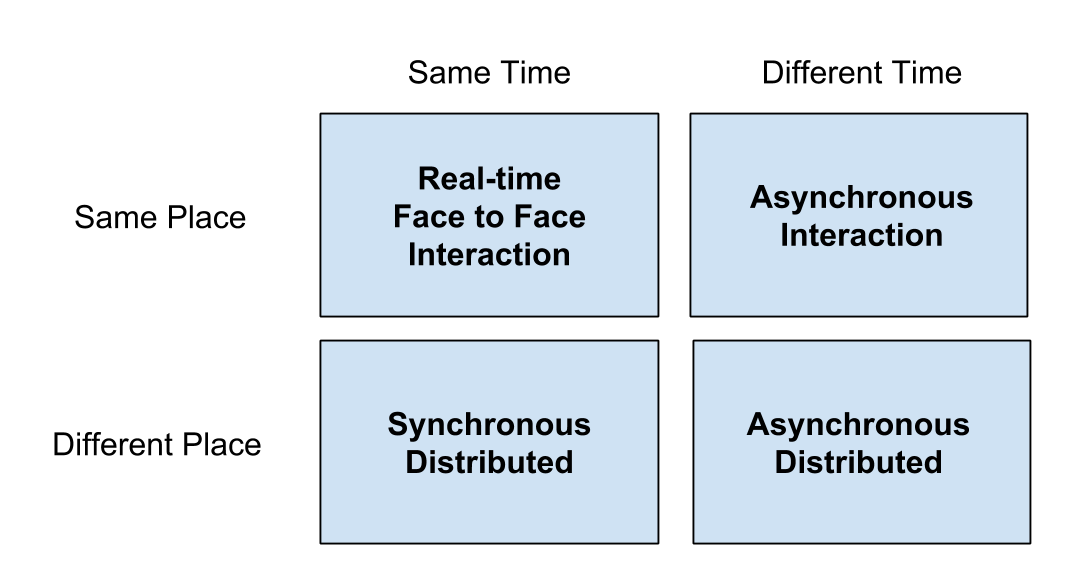 Same Time
Different Time
Same Place
Real-time
Face to Face
Interaction
Asynchronous
Interaction
Different Place
Synchronous
Distributed
Asynchronous
Distributed